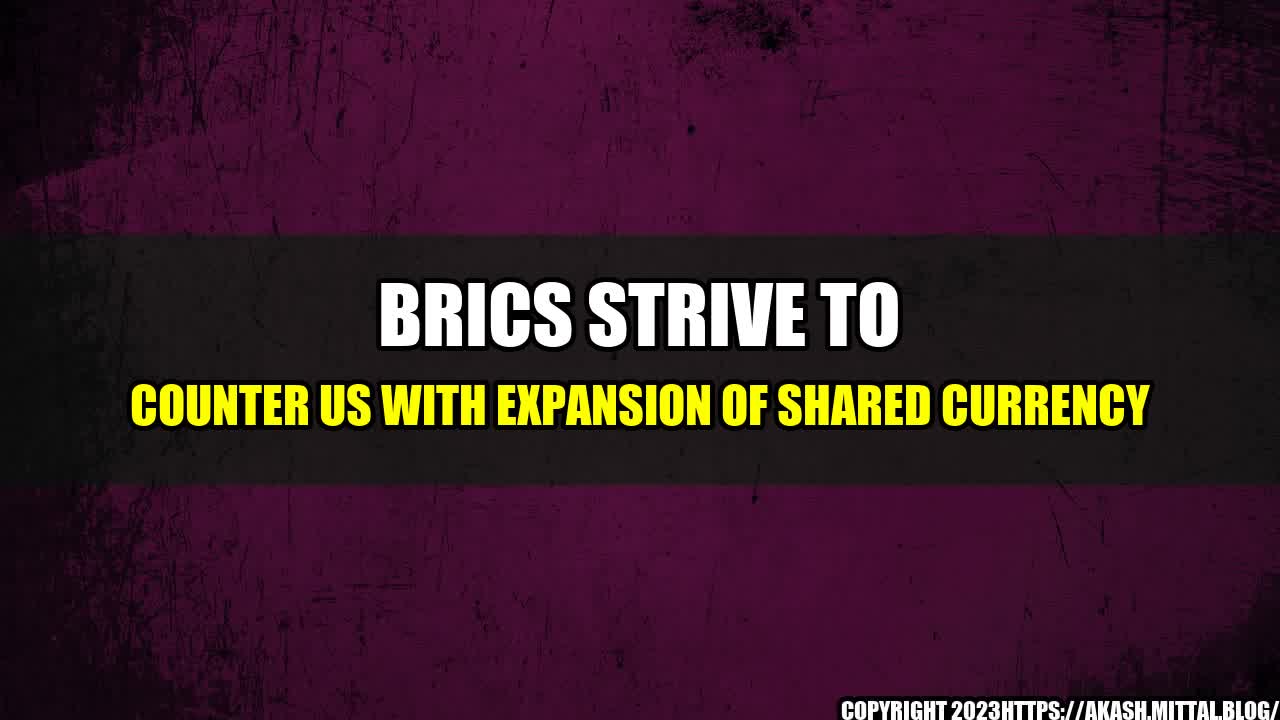 BRICS STRIVE TO
COUNTER US WITH EXPANSION OF SHARED CURRENCY
COPYRIGHT 2023HTTPS://AKASH.MITTAL.BLOG/